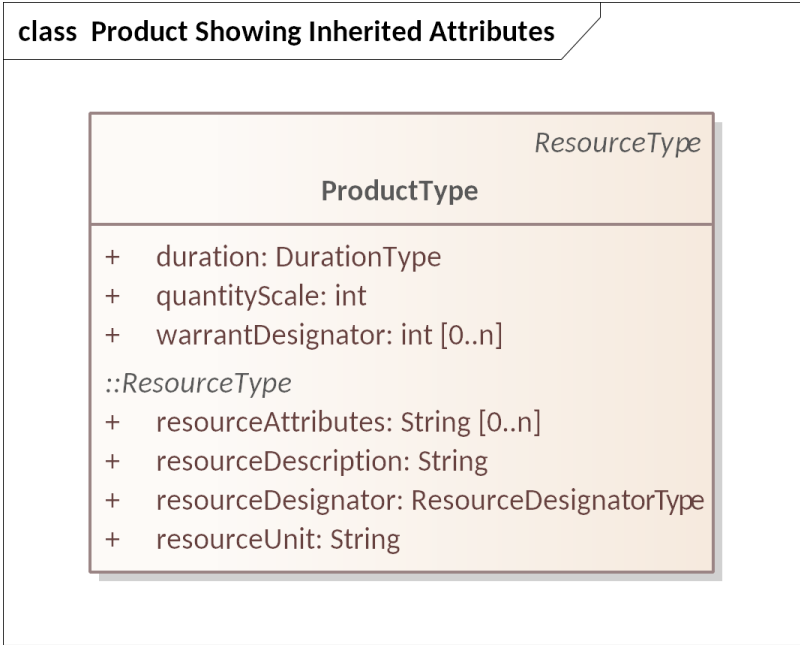 class Product Showing Inherited Attributes
ResourceType
ProductType
+ duration: DurationType
+ quantityScale: int
+ warrantDesignator: int [0..n]
::ResourceType
+ resourceAttributes: String [0..n]
+ resourceDescription: String
+ resourceDesignator: ResourceDesignatorType
+ resourceUnit: String